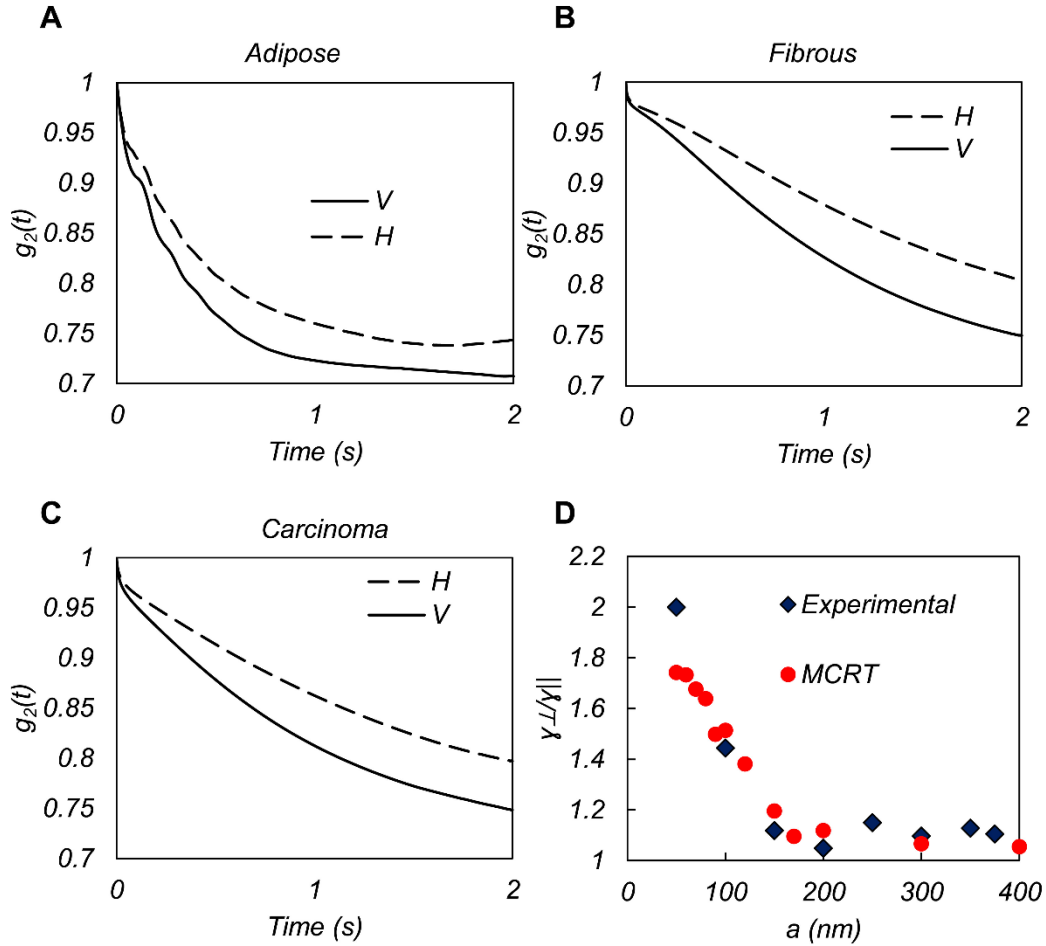 A
Adipose
1
0.95
0.9
0.85
0.8
0.75
0.7
g₂(t)
V
H
0
1
2
Time (s)
B
Fibrous
1
0.95
0.9
0.85
0.8
0.75
0.7
g₂(t)
H
V
0
1
2
Time (s)
C
Carcinoma
1
0.95
0.9
0.85
0.8
0.75
0.7
g₂(t)
H
V
0
1
2
Time (s)
D
2.2
2
1.8
1.6
1.4
1.2
1
γ⊥/γ||
Experimental
MCRT
0
100
200
300
400
a (nm)